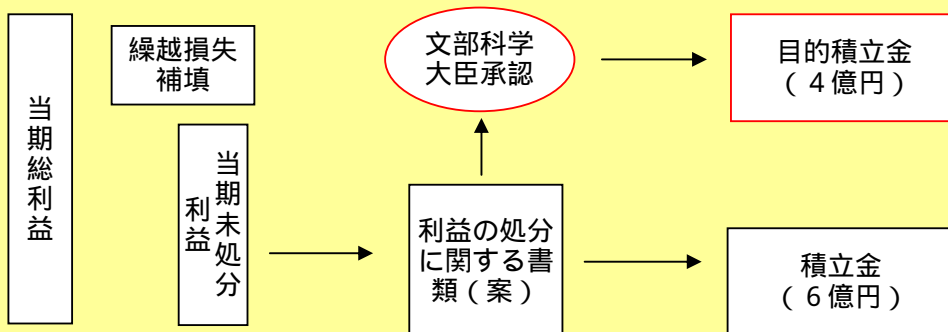 当期総利益
繰越損失
補填
当期未処分
利益
文部科学
大臣承認
利益の処分
に関する書
類（案）
目的積立金
（４億円）
積立金
（６億円）